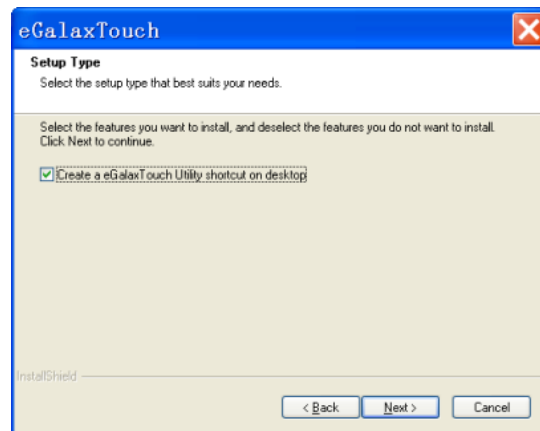 eGalaxTouch
Setup Type
Select the setup type that best suits your needs.
Select the features you want to install, and deselect the features you do not want to install.
Click Next to continue.
Create a eGalaxTouch Utility shortcut on desktop
InstallShield
< Back
Next >
Cancel